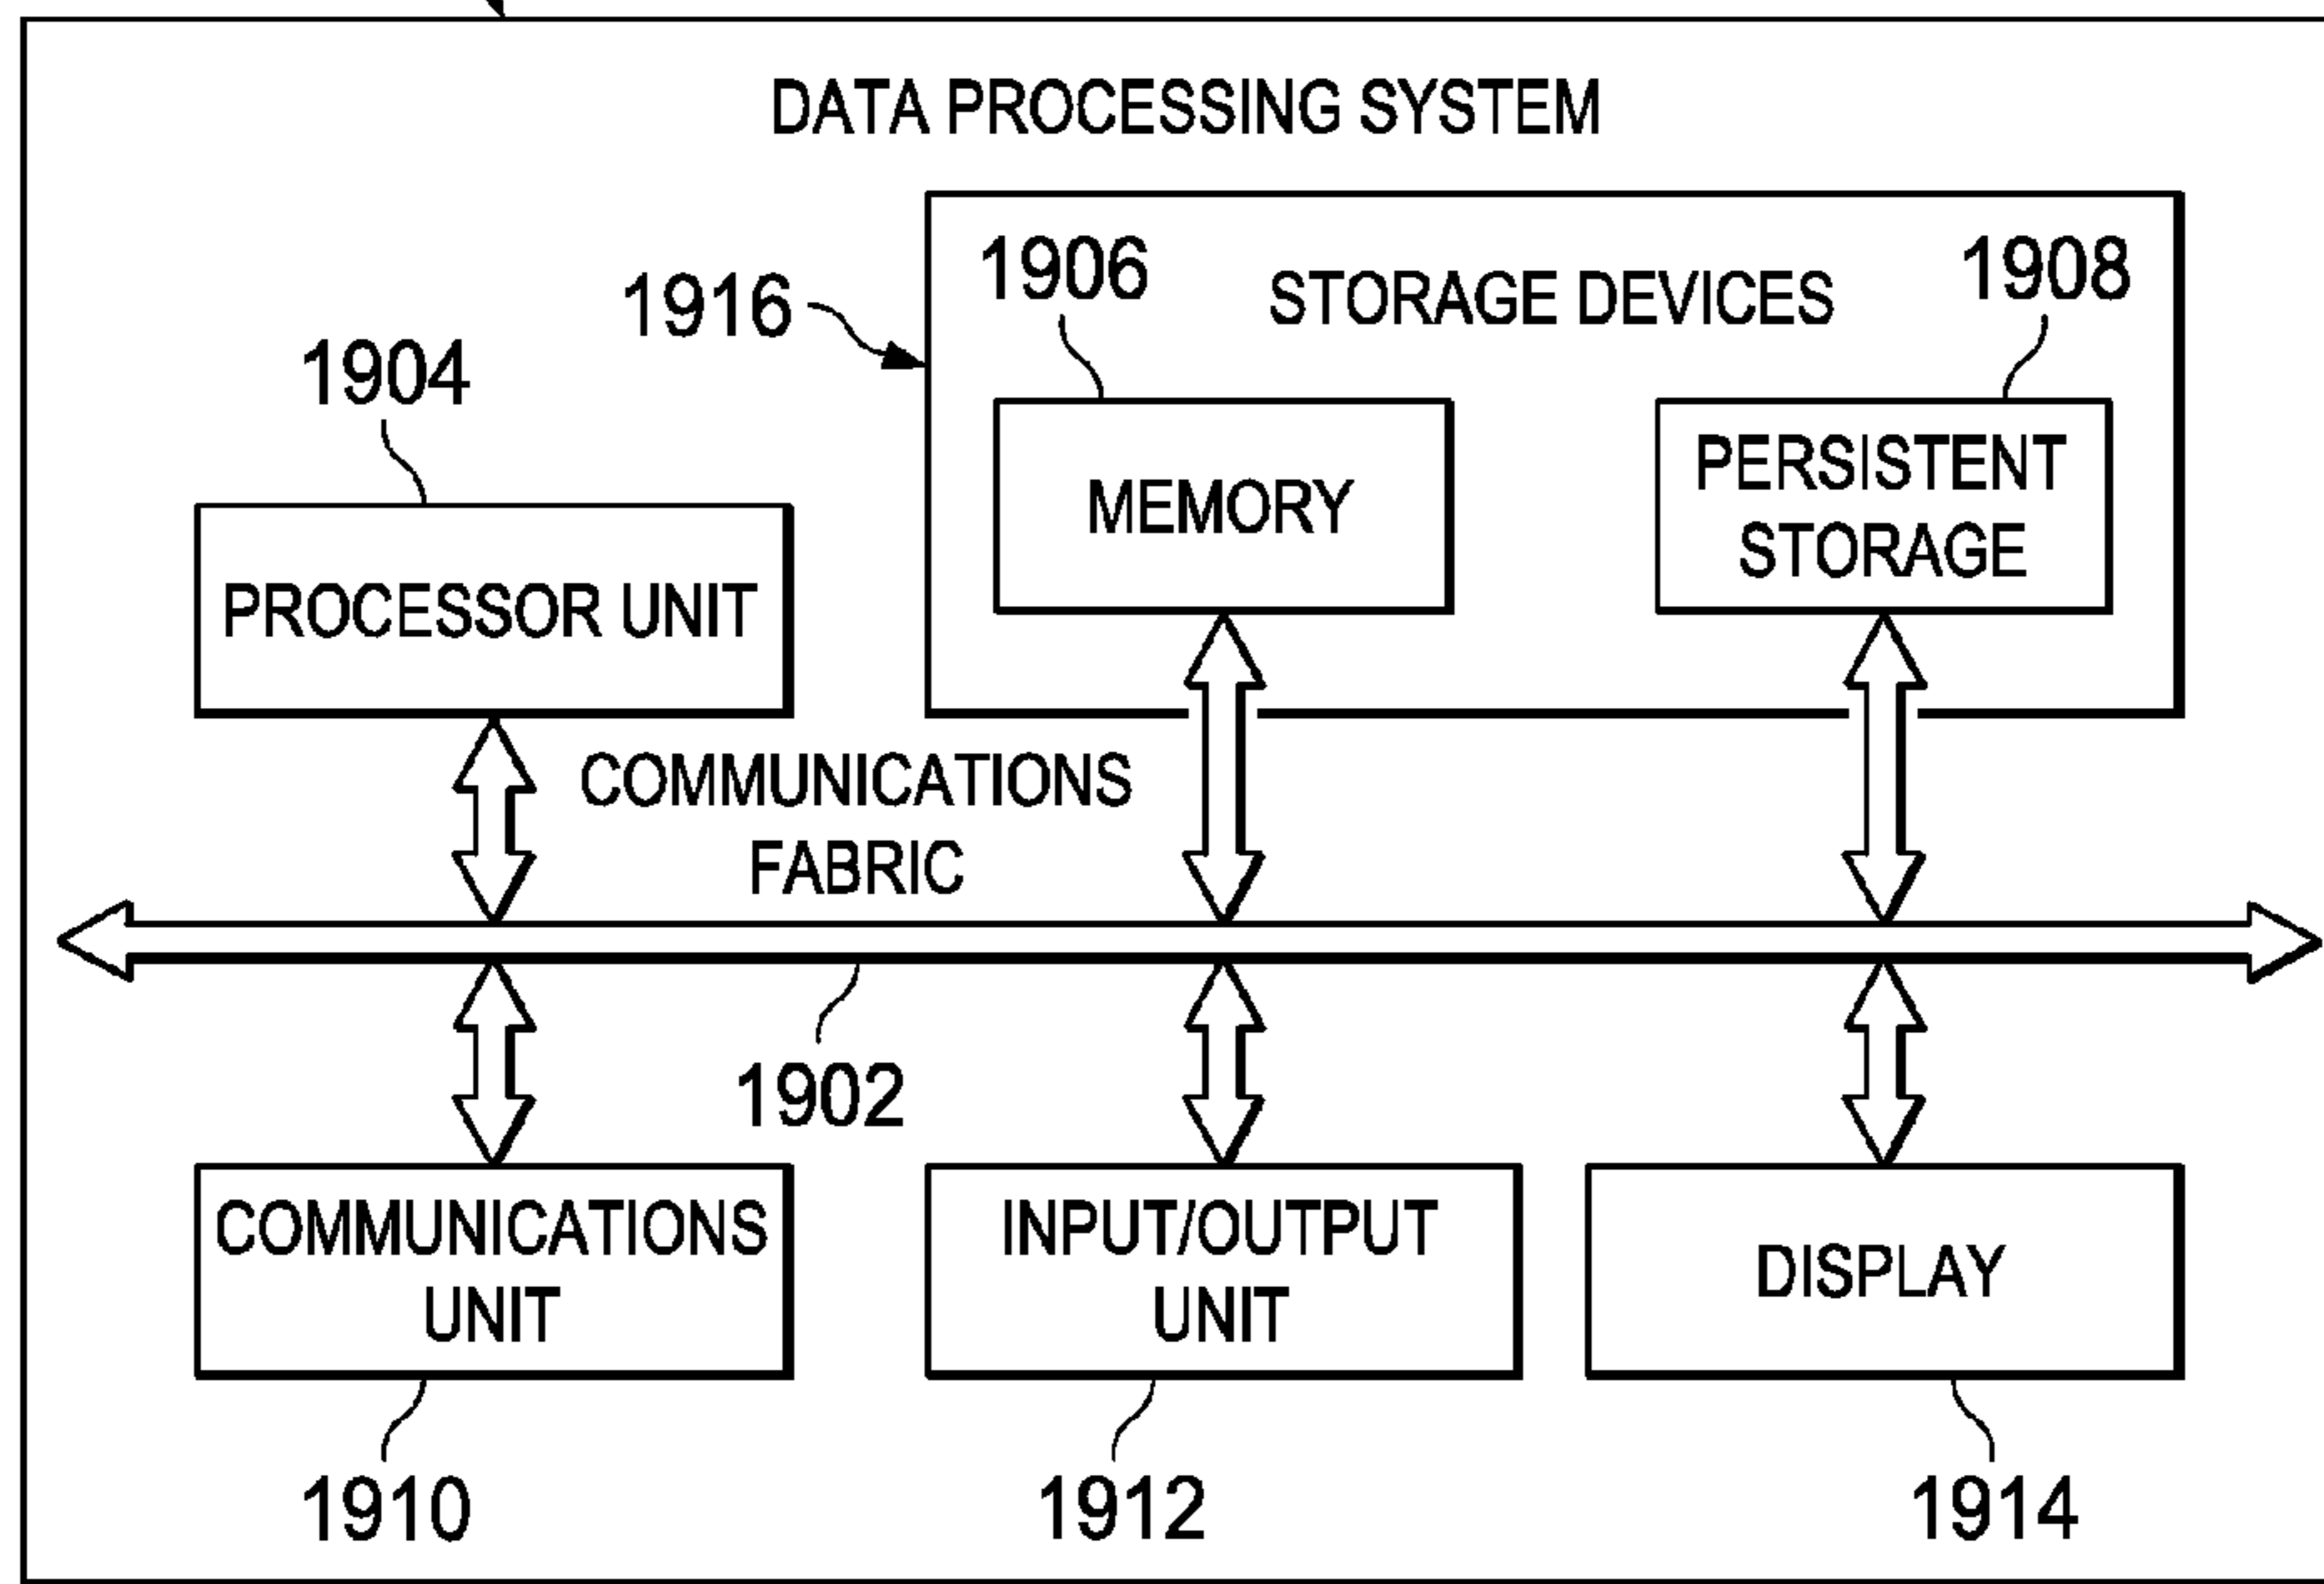 DATA PROCESSING SYSTEM
1916
1906
STORAGE DEVICES
1908
1904
MEMORY
PERSISTENT
STORAGE
PROCESSOR UNIT
COMMUNICATIONS
FABRIC
1902
COMMUNICATIONS
UNIT
INPUT/OUTPUT
UNIT
DISPLAY
1910
1912
1914